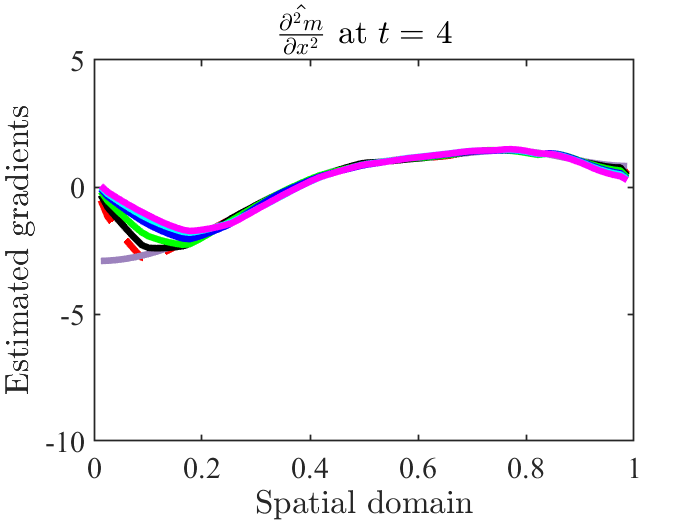 ∂²m̂/∂x² at t = 4
Estimated gradients
5
0
-5
-10
0 0.2 0.4 0.6 0.8 1
Spatial domain